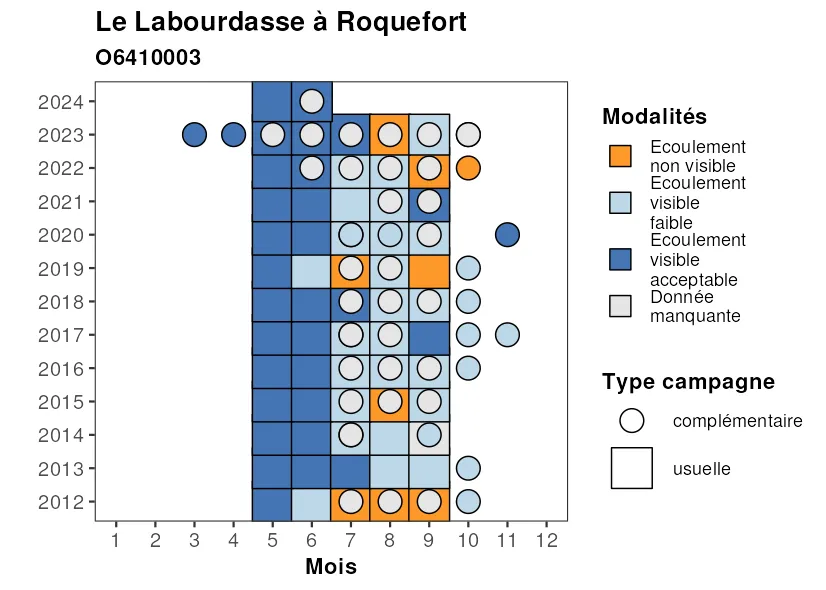 Le Labourdasse à Roquefort
O6410003
2024
2023
2022
2021
2020
2019
2018
2017
2016
2015
2014
2013
2012
1 2 3 4 5 6 7 8 9 10 11 12
Mois
Modalités
Ecoulement
non visible
Ecoulement
visible
faible
Ecoulement
visible
acceptable
Donnée
manquante
Type campagne
complémentaire
usuelle